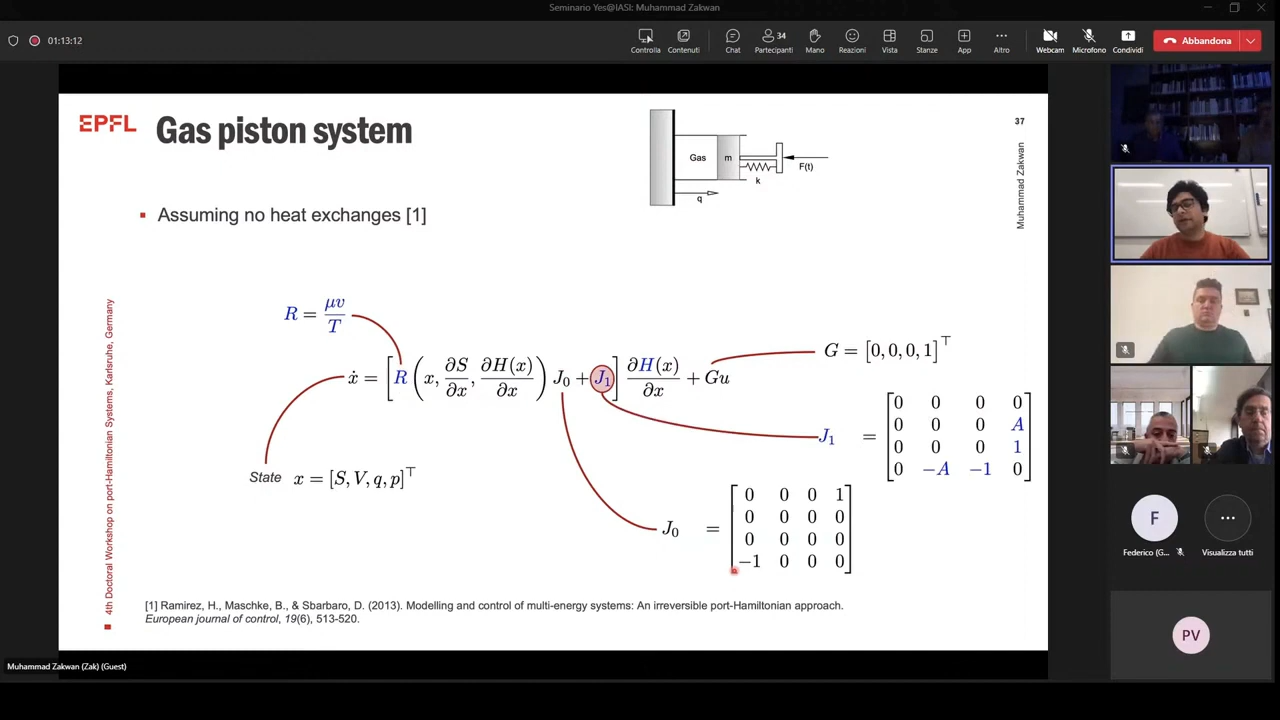 Seminario Yes@IASI: Muhammad Zakwan
01:13:12
Controlla
Contenuti
Chat
34
Partecipanti
Mano
Reazioni
Vista
Stanze
App
Altro
Webcam
Microfono
Condividi
Abbandona
EPFL
Gas piston system
Gas
m
k
F(t)
q
37
Muhammad Zakwan
▪ Assuming no heat exchanges [1]
4th Doctoral Workshop on port-Hamiltonian Systems, Karlsruhe, Germany
R = μv/T
ẋ = [R(x, ∂S/∂x, ∂H(x)/∂x) J₀ + J₁] ∂H(x)/∂x + Gu
G = [0, 0, 0, 1]⊤
J₁ =
0 0 0 0
0 0 0 A
0 0 0 1
0 −A −1 0
State x = [S, V, q, p]⊤
J₀ =
0 0 0 1
0 0 0 0
0 0 0 0
−1 0 0 0
[1] Ramirez, H., Maschke, B., & Sbarbaro, D. (2013). Modelling and control of multi-energy systems: An irreversible port-Hamiltonian approach.
European journal of control, 19(6), 513-520.
F
Federico (G...
Visualizza tutti
PV
Muhammad Zakwan (Zak) (Guest)